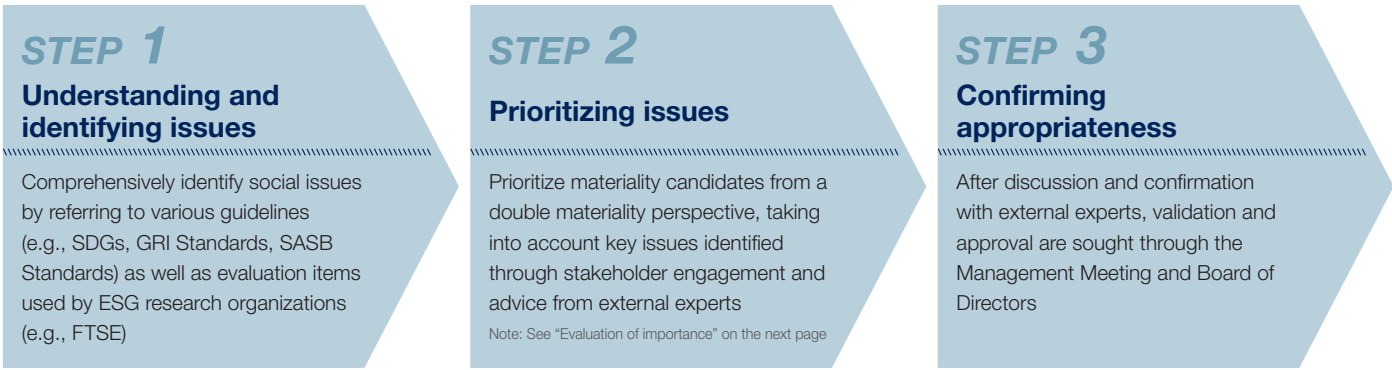 STEP 1
Understanding and
identifying issues
Comprehensively identify social issues
by referring to various guidelines
(e.g., SDGs, GRI Standards, SASB
Standards) as well as evaluation items
used by ESG research organizations
(e.g., FTSE)
STEP 2
Prioritizing issues
Prioritize materiality candidates from a
double materiality perspective, taking
into account key issues identified
through stakeholder engagement and
advice from external experts
Note: See “Evaluation of importance” on the next page
STEP 3
Confirming
appropriateness
After discussion and confirmation
with external experts, validation and
approval are sought through the
Management Meeting and Board of
Directors